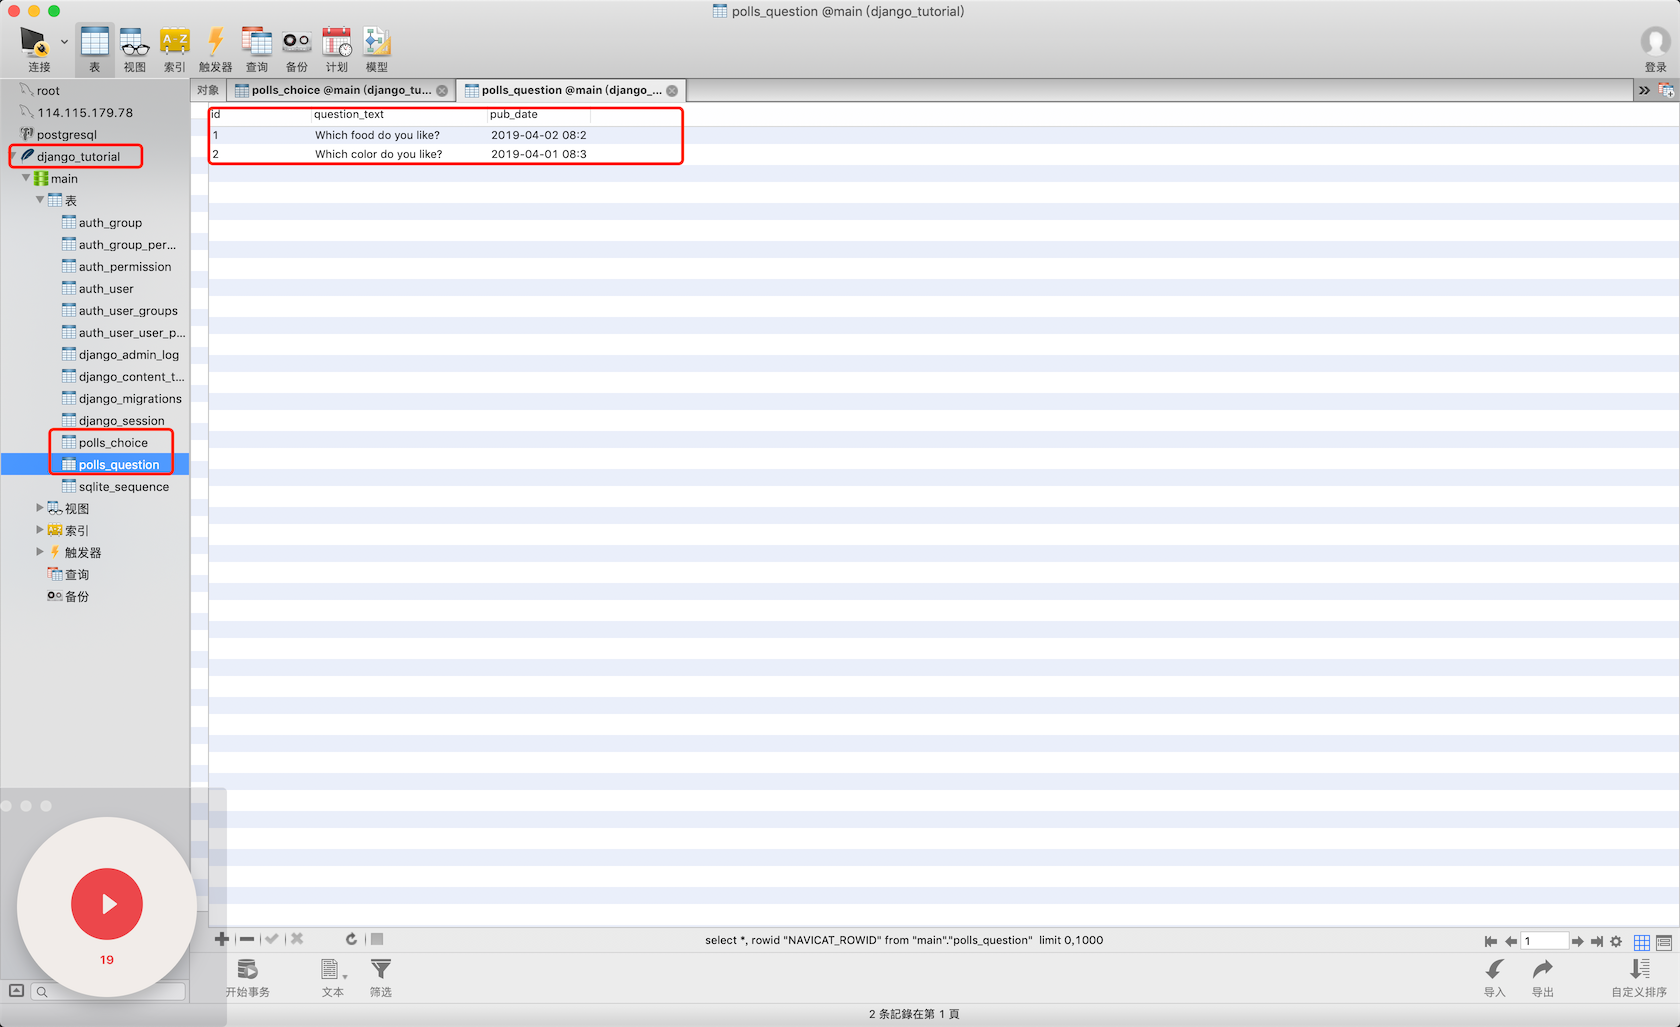 polls_question @main (django_tutorial)
连接
表
视图
A-Z
索引
触发器
查询
备份
计划
模型
登录
root
114.115.179.78
postgresql
django_tutorial
main
表
auth_group
auth_group_per...
auth_permission
auth_user
auth_user_groups
auth_user_user_p...
django_admin_log
django_content_t...
django_migrations
django_session
polls_choice
polls_question
sqlite_sequence
视图
索引
触发器
查询
备份
对象
polls_choice @main (django_tu...
polls_question @main (django_...
id question_text pub_date
1 Which food do you like? 2019-04-02 08:2
2 Which color do you like? 2019-04-01 08:3
19
select *, rowid "NAVICAT_ROWID" from "main"."polls_question" limit 0,1000
1
开始事务
文本
筛选
导入
导出
自定义排序
2 条記錄在第 1 頁